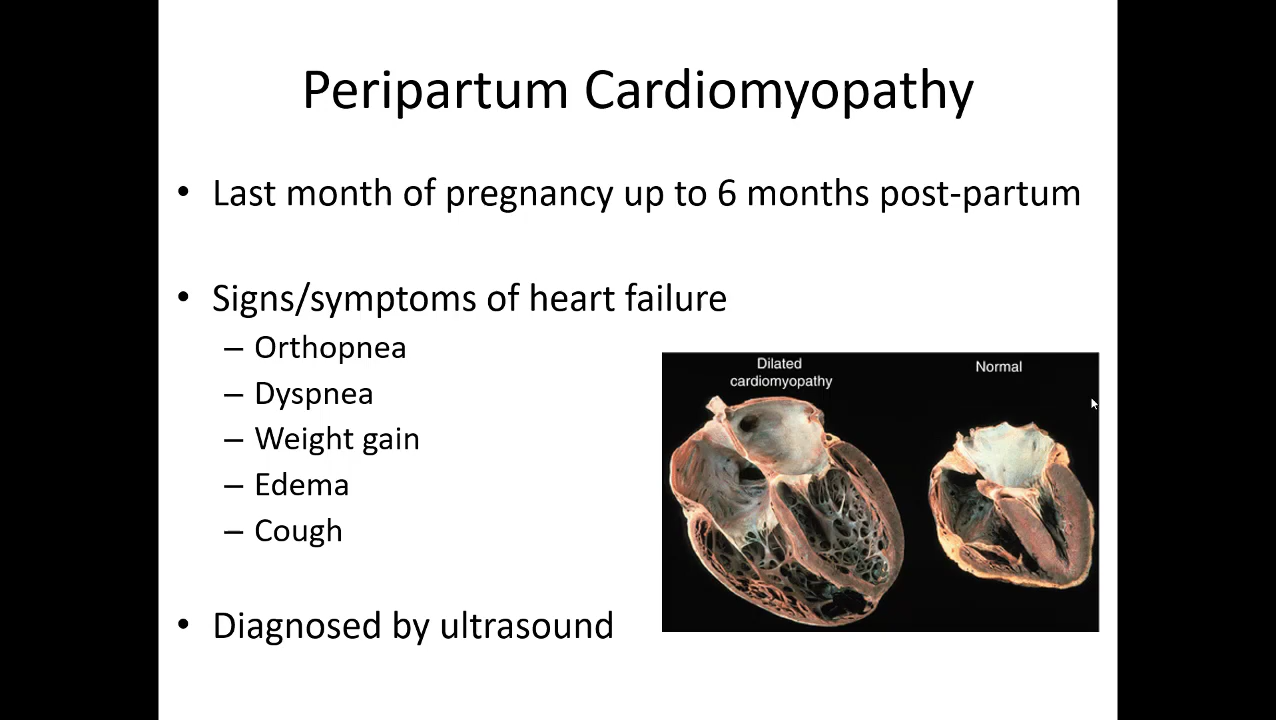 Peripartum Cardiomyopathy
• Last month of pregnancy up to 6 months post-partum
• Signs/symptoms of heart failure
– Orthopnea
– Dyspnea
– Weight gain
– Edema
– Cough
Dilated
cardiomyopathy
Normal
• Diagnosed by ultrasound